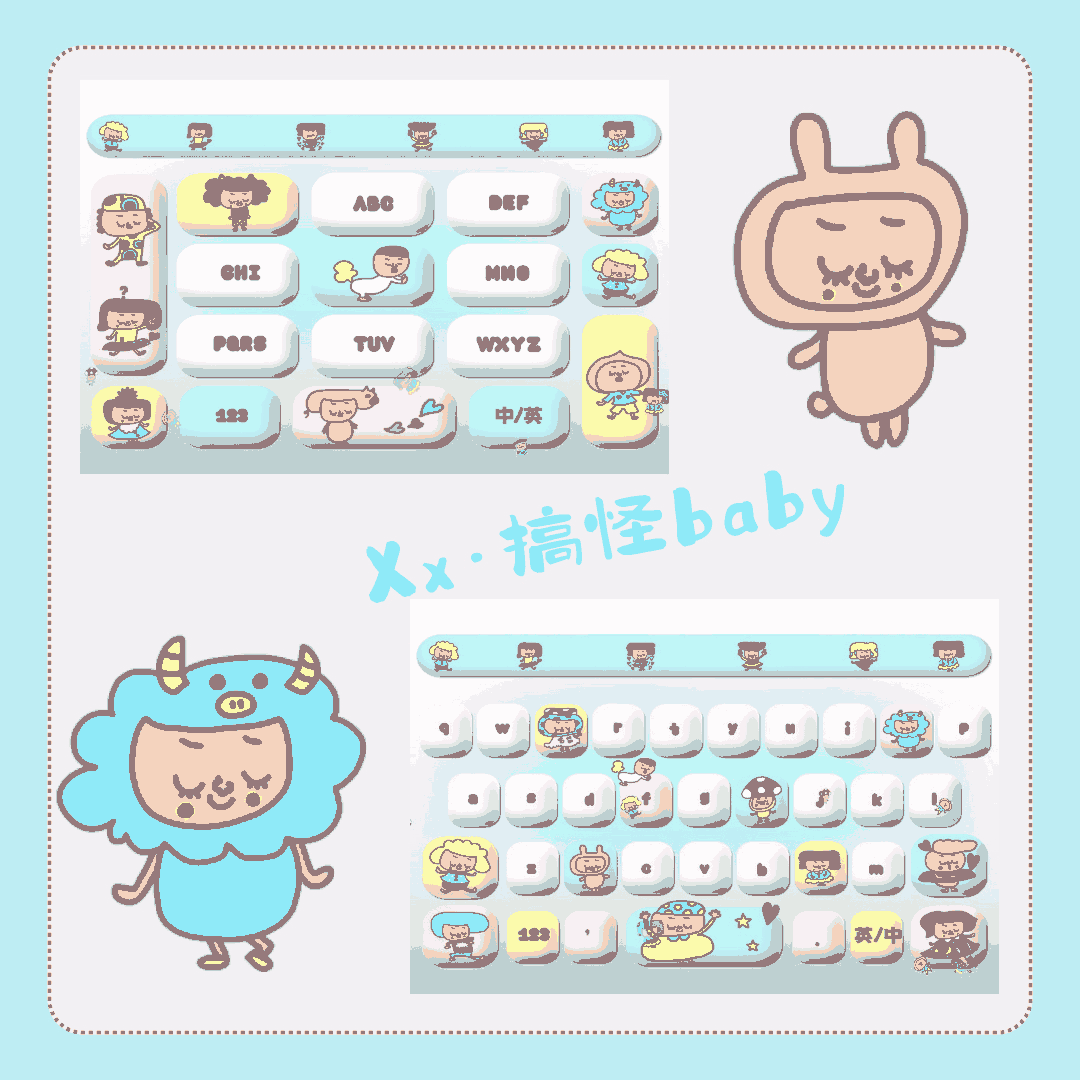 ABC DEF
GHI MNO
?
PQRS TUV WXYZ
123 中/英
Xx·搞怪baby
q w r t y u i p
a s d f g j k l
z c v b m
123 ' . 英/中